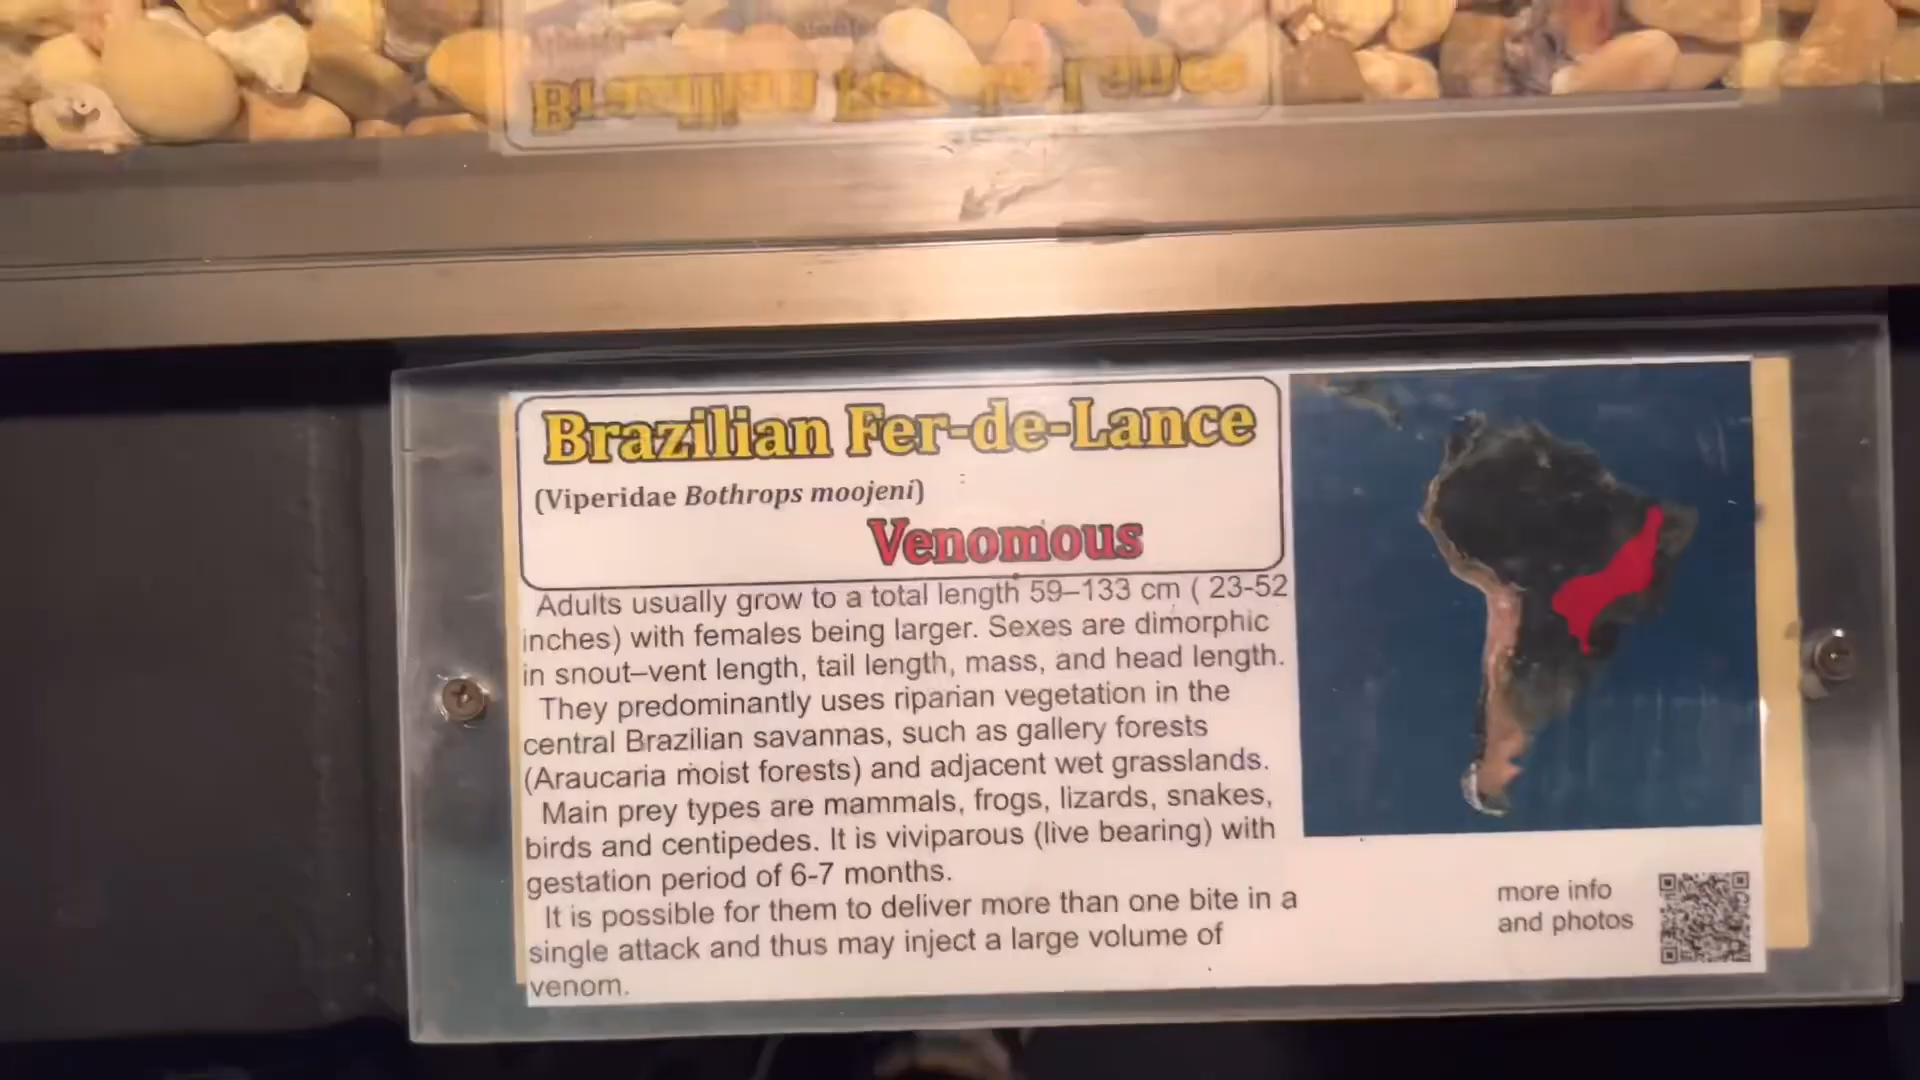 Brazilian Fer-de-Lance
Brazilian Fer-de-Lance
(Viperidae Bothrops moojeni)
Venomous
Adults usually grow to a total length 59–133 cm ( 23-52
inches) with females being larger. Sexes are dimorphic
in snout–vent length, tail length, mass, and head length.
They predominantly uses riparian vegetation in the
central Brazilian savannas, such as gallery forests
(Araucaria moist forests) and adjacent wet grasslands.
Main prey types are mammals, frogs, lizards, snakes,
birds and centipedes. It is viviparous (live bearing) with
gestation period of 6-7 months.
It is possible for them to deliver more than one bite in a
single attack and thus may inject a large volume of
venom.
more info
and photos